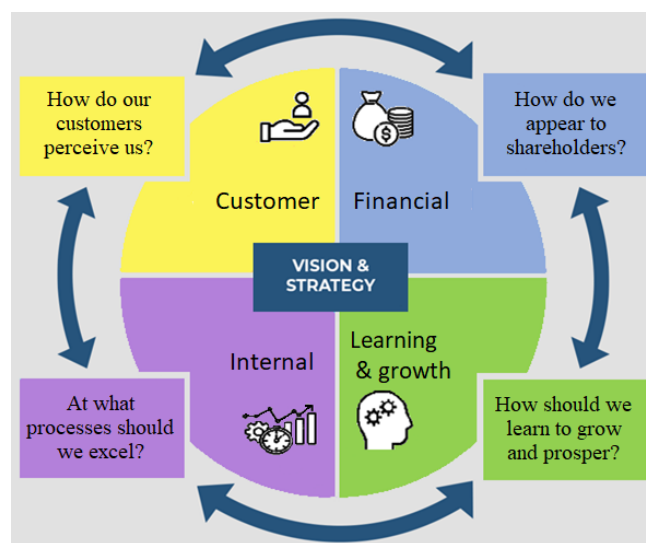 How do our
customers
perceive us?
How do we
appear to
shareholders?
Customer
Financial
$
VISION &
STRATEGY
Internal
Learning
& growth
At what
processes should
we excel?
How should we
learn to grow
and prosper?